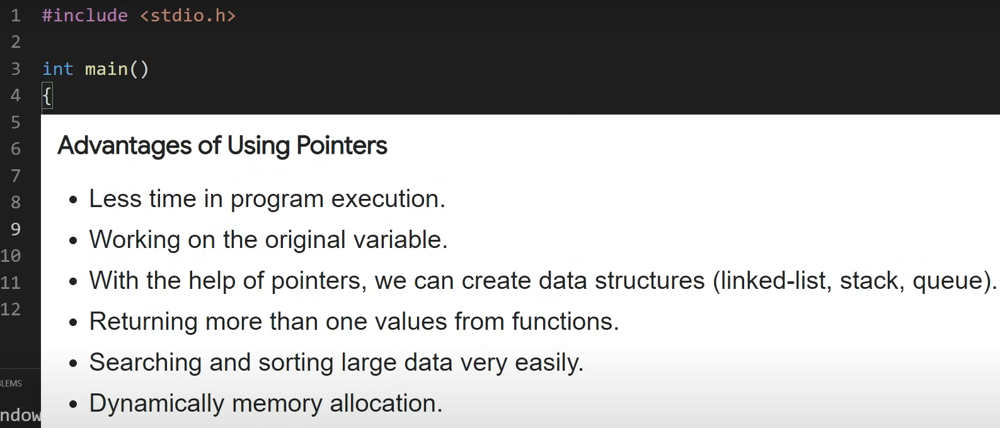 1 #include <stdio.h>
2
3 int main()
4 {
5
6
7
8
9
10
11
12
Advantages of Using Pointers
• Less time in program execution.
• Working on the original variable.
• With the help of pointers, we can create data structures (linked-list, stack, queue).
• Returning more than one values from functions.
• Searching and sorting large data very easily.
• Dynamically memory allocation.
LEMS
ndow